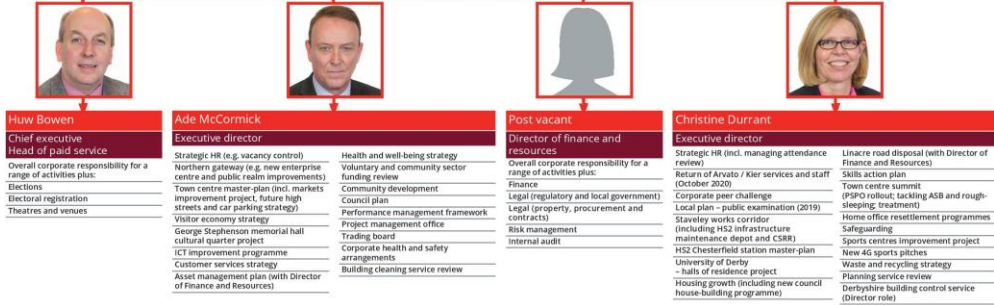 Huw Bowen
Chief executive
Head of paid service
Overall corporate responsibility for a
range of activities plus:
Elections
Electoral registration
Theatres and venues
Ade McCormick
Executive director
Strategic HR (e.g. vacancy control)
Northern gateway (e.g. new enterprise
centre and public realm improvements)
Town centre master-plan (incl. markets
improvement project, future high
streets and car parking strategy)
Visitor economy strategy
George Stephenson memorial hall
cultural quarter project
ICT improvement programme
Customer services strategy
Asset management plan (with Director
of Finance and Resources)
Health and well-being strategy
Voluntary and community sector
funding review
Community development
Council plan
Performance management framework
Project management office
Trading board
Corporate health and safety
arrangements
Building cleaning service review
Post vacant
Director of finance and
resources
Overall corporate responsibility for a
range of activities plus:
Finance
Legal (regulatory and local government)
Legal (property, procurement and
contracts)
Risk management
Internal audit
Christine Durrant
Executive director
Strategic HR (incl. managing attendance
review)
Return of Arvato / Kier services and staff
(October 2020)
Corporate peer challenge
Local plan – public examination (2019)
Staveley works corridor
(including HS2 infrastructure
maintenance depot and CSRR)
HS2 Chesterfield station master-plan
University of Derby
– halls of residence project
Housing growth (including new council
house-building programme)
Linacre road disposal (with Director of
Finance and Resources)
Skills action plan
Town centre summit
(PSPO rollout; tackling ASB and rough-
sleeping; treatment)
Home office resettlement programmes
Safeguarding
Sports centres improvement project
New 4G sports pitches
Waste and recycling strategy
Planning service review
Derbyshire building control service
(Director role)